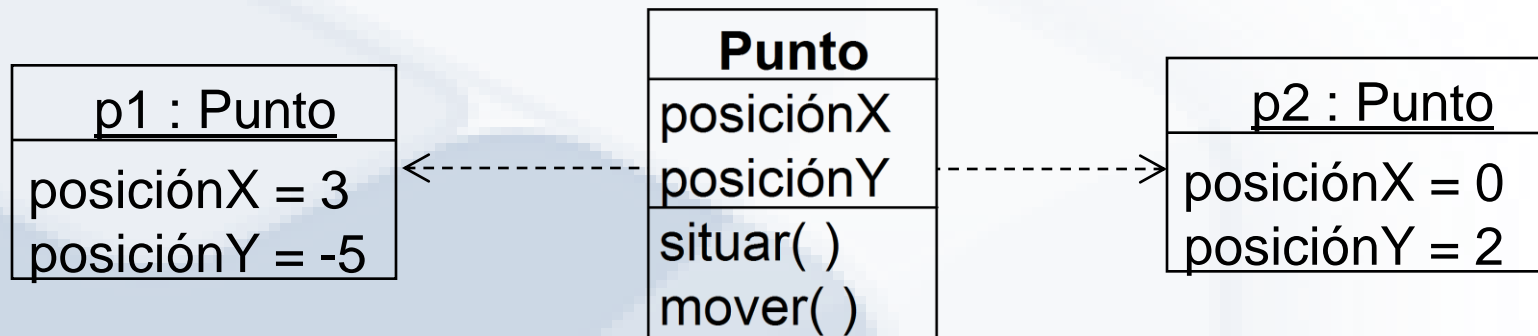 p1 : Punto
posiciónX = 3
posiciónY = -5
Punto
posiciónX
posiciónY
situar( )
mover( )
p2 : Punto
posiciónX = 0
posiciónY = 2